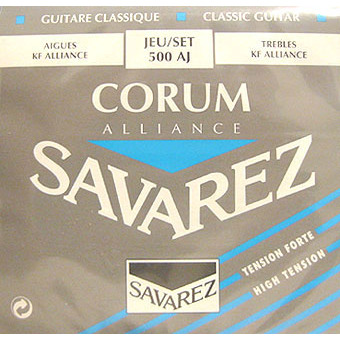 GUITARE CLASSIQUE CLASSIC GUITAR
AIGUES JEU/SET TREBLES
KF ALLIANCE 500 AJ KF ALLIANCE
CORUM
ALLIANCE
SAVAREZ
TENSION FORTE
HIGH TENSION
SAVAREZ